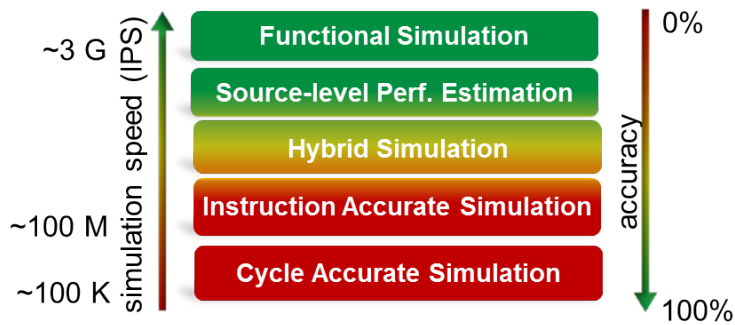 ~3 G
~100 M
~100 K
simulation speed (IPS)
Functional Simulation
Source-level Perf. Estimation
Hybrid Simulation
Instruction Accurate Simulation
Cycle Accurate Simulation
0%
accuracy
100%